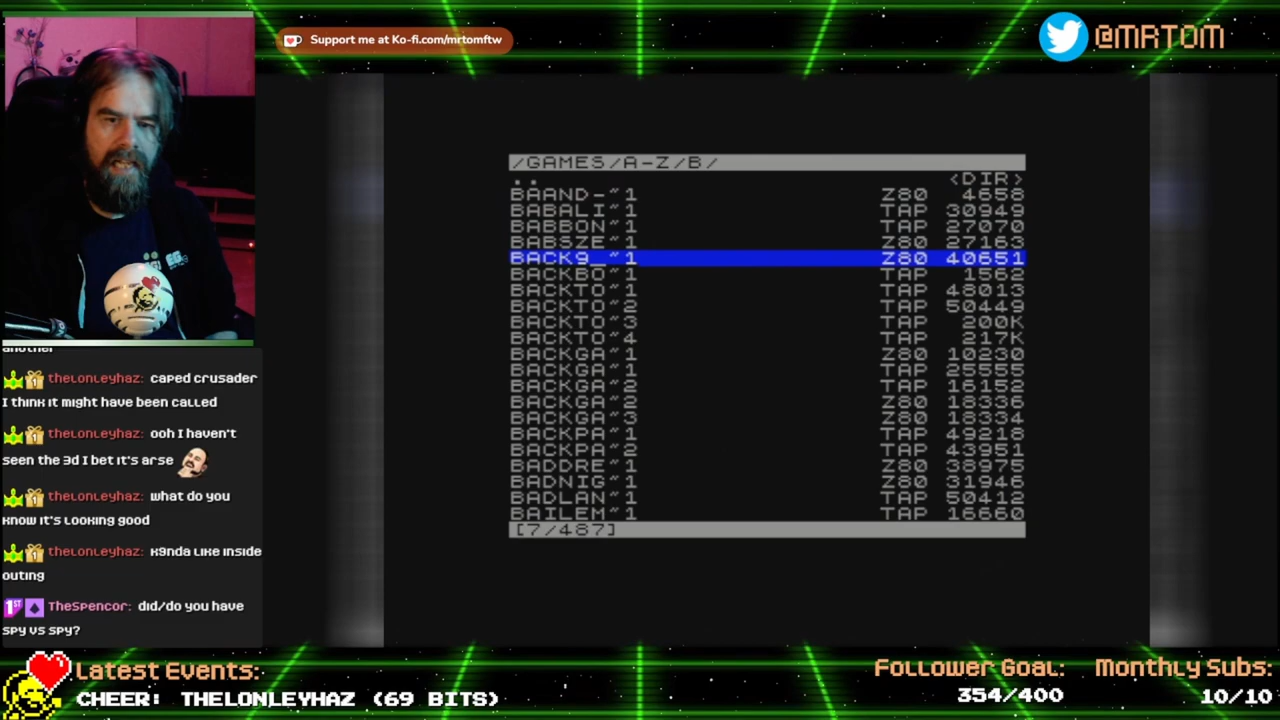 Support me at Ko-fi.com/mrtomftw
@MRTOM
/GAMES/A-Z/B/
.. <DIR>
BAAND-~1 Z80 4658
BABALI~1 TAP 30949
BABBON~1 TAP 27070
BABSZE~1 Z80 27163
BACK9_~1 Z80 40651
BACKBO~1 TAP 1562
BACKTO~1 TAP 48013
BACKTO~2 TAP 50449
BACKTO~3 TAP 200K
BACKTO~4 TAP 217K
BACKGA~1 Z80 10230
BACKGA~1 TAP 25555
BACKGA~2 TAP 16152
BACKGA~2 Z80 18336
BACKGA~3 Z80 18334
BACKPA~1 TAP 49218
BACKPA~2 TAP 43951
BADDRE~1 Z80 38975
BADNIG~1 Z80 31946
BADLAN~1 TAP 50412
BAILEM~1 TAP 16660
[7/487]
another
theLonLeyhaz: caped crusader
I think it might have been called
theLonLeyhaz: ooh I haven't
seen the 3d I bet it's arse
theLonLeyhaz: what do you
know it's looking good
theLonLeyhaz: k9nda like inside
outing
TheSpencor: did/do you have
spy vs spy?
Latest Events:
CHEER: THELONLEYHAZ (69 BITS)
Follower Goal:
354/400
Monthly Subs:
10/10